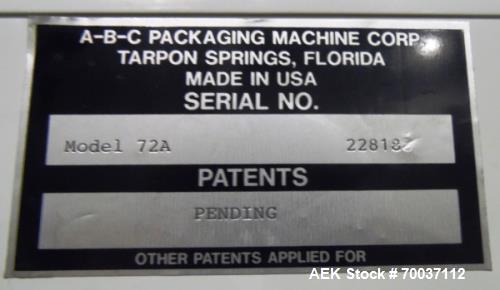 A-B-C PACKAGING MACHINE CORP.
TARPON SPRINGS, FLORIDA
MADE IN USA
SERIAL NO.
Model 72A
PATENTS
PENDING
OTHER PATENTS APPLIED FOR
AEK Stock # 70037112